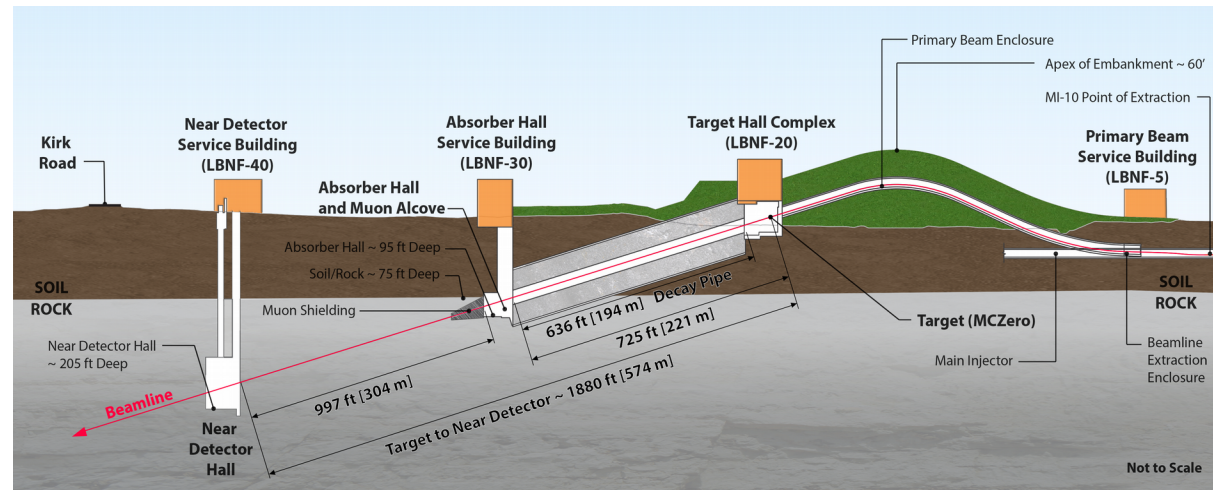 Primary Beam Enclosure
Apex of Embankment ~ 60'
MI-10 Point of Extraction
Near Detector
Service Building
(LBNF-40)
Absorber Hall
Service Building
(LBNF-30)
Target Hall Complex
(LBNF-20)
Primary Beam
Service Building
(LBNF-5)
Kirk
Road
Absorber Hall
and Muon Alcove
Absorber Hall ~ 95 ft Deep
Soil/Rock ~ 75 ft Deep
SOIL
ROCK
SOIL
ROCK
Muon Shielding
636 ft [194 m] Decay Pipe
725 ft [221 m]
Target (MCZero)
Near Detector Hall
~ 205 ft Deep
Main Injector
Beamline
Extraction
Enclosure
997 ft [304 m]
Target to Near Detector ~ 1880 ft [574 m]
Beamline
Near
Detector
Hall
Not to Scale